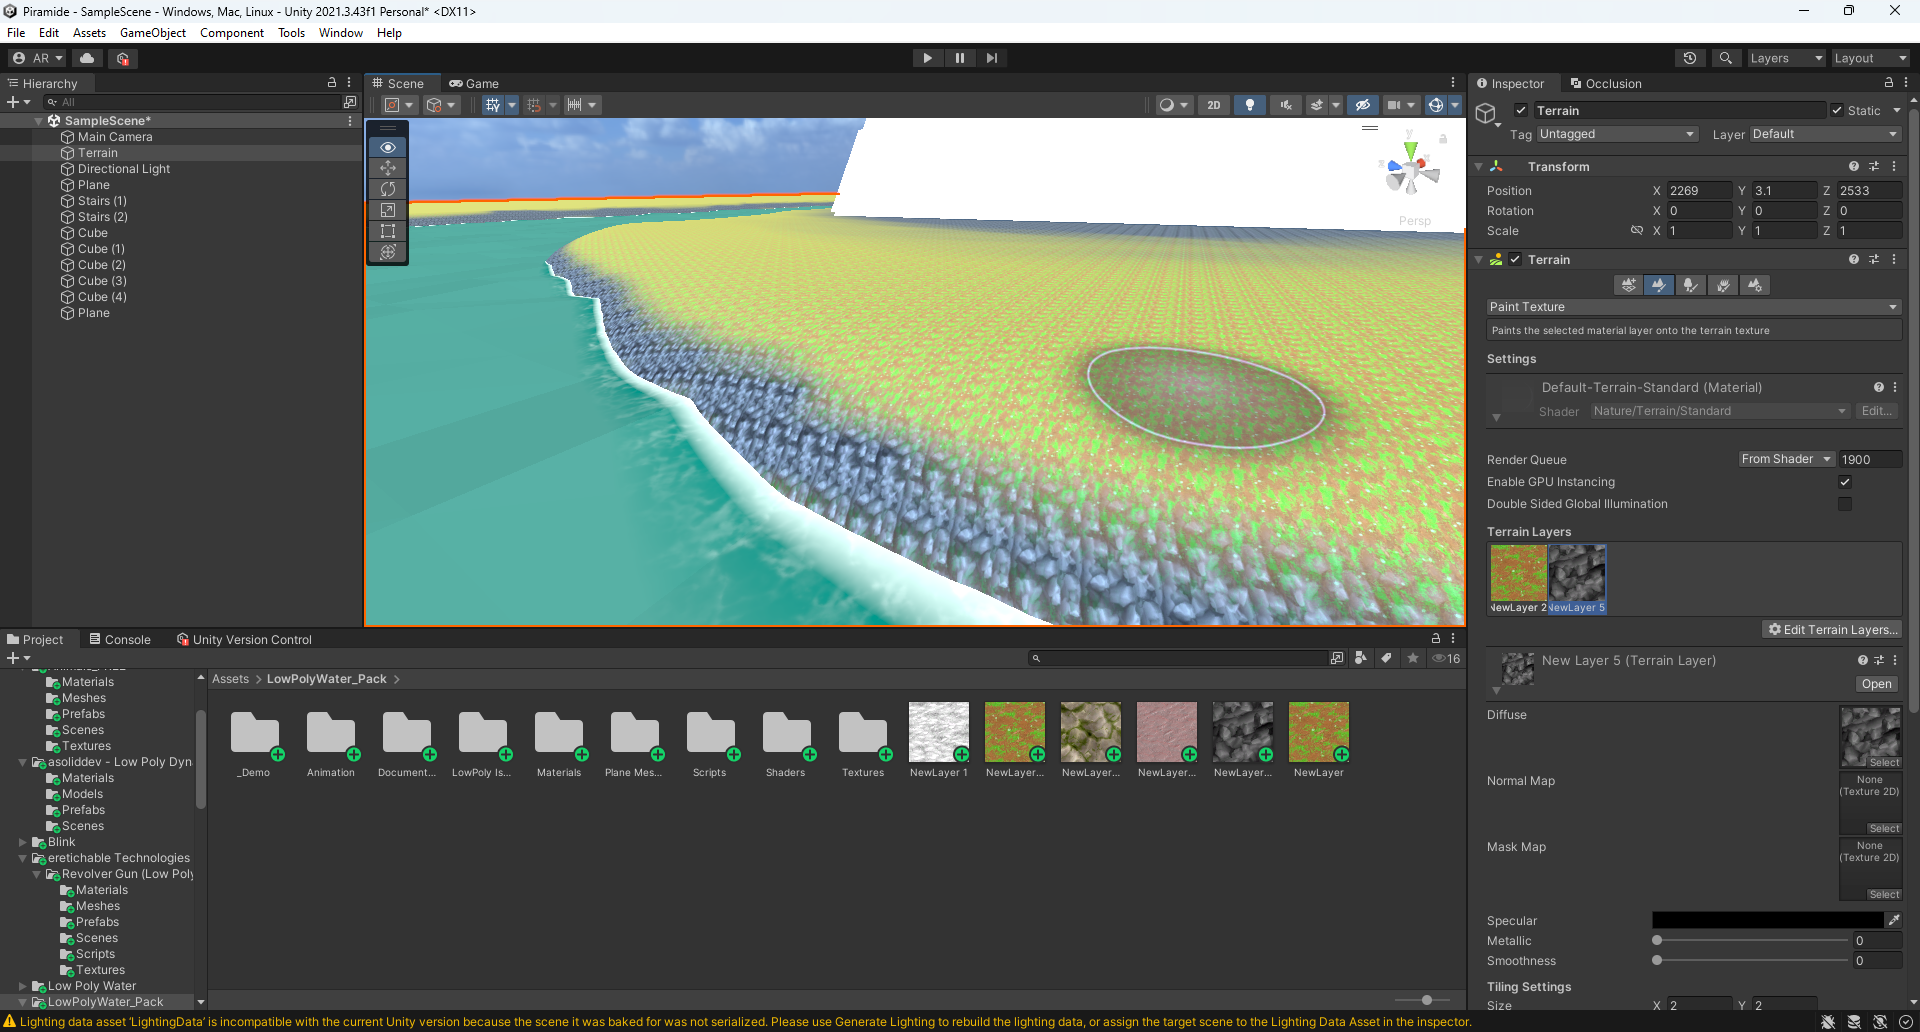 Piramide - SampleScene - Windows, Mac, Linux - Unity 2021.3.43f1 Personal* <DX11>
File Edit Assets GameObject Component Tools Window Help
AR
Layers
Layout
Hierarchy
All
SampleScene*
Main Camera
Terrain
Directional Light
Plane
Stairs (1)
Stairs (2)
Cube
Cube (1)
Cube (2)
Cube (3)
Cube (4)
Plane
Scene
Game
2D
y
x
z
Persp
Inspector
Occlusion
Terrain
Static
Tag Untagged
Layer Default
Transform
Position X 2269 Y 3.1 Z 2533
Rotation X 0 Y 0 Z 0
Scale X 1 Y 1 Z 1
Terrain
Paint Texture
Paints the selected material layer onto the terrain texture
Settings
Default-Terrain-Standard (Material)
Shader Nature/Terrain/Standard Edit...
Render Queue From Shader 1900
Enable GPU Instancing
Double Sided Global Illumination
Terrain Layers
NewLayer 2 NewLayer 5
Edit Terrain Layers...
New Layer 5 (Terrain Layer)
Open
Diffuse
Select
Normal Map
None
(Texture 2D)
Select
Mask Map
None
(Texture 2D)
Select
Specular
Metallic 0
Smoothness 0
Tiling Settings
Size X 2 Y 2
Project
Console
Unity Version Control
16
Materials
Meshes
Prefabs
Scenes
Textures
asoliddev - Low Poly Dyn
Materials
Models
Prefabs
Scenes
Blink
eretichable Technologies
Revolver Gun (Low Poly
Materials
Meshes
Prefabs
Scenes
Scripts
Textures
Low Poly Water
LowPolyWater_Pack
Assets > LowPolyWater_Pack >
_Demo Animation Document... LowPoly Is... Materials Plane Mes... Scripts Shaders Textures NewLayer 1 NewLayer... NewLayer... NewLayer... NewLayer... NewLayer
Lighting data asset 'LightingData' is incompatible with the current Unity version because the scene it was baked for was not serialized. Please use Generate Lighting to rebuild the lighting data, or assign the target scene to the Lighting Data Asset in the inspector.